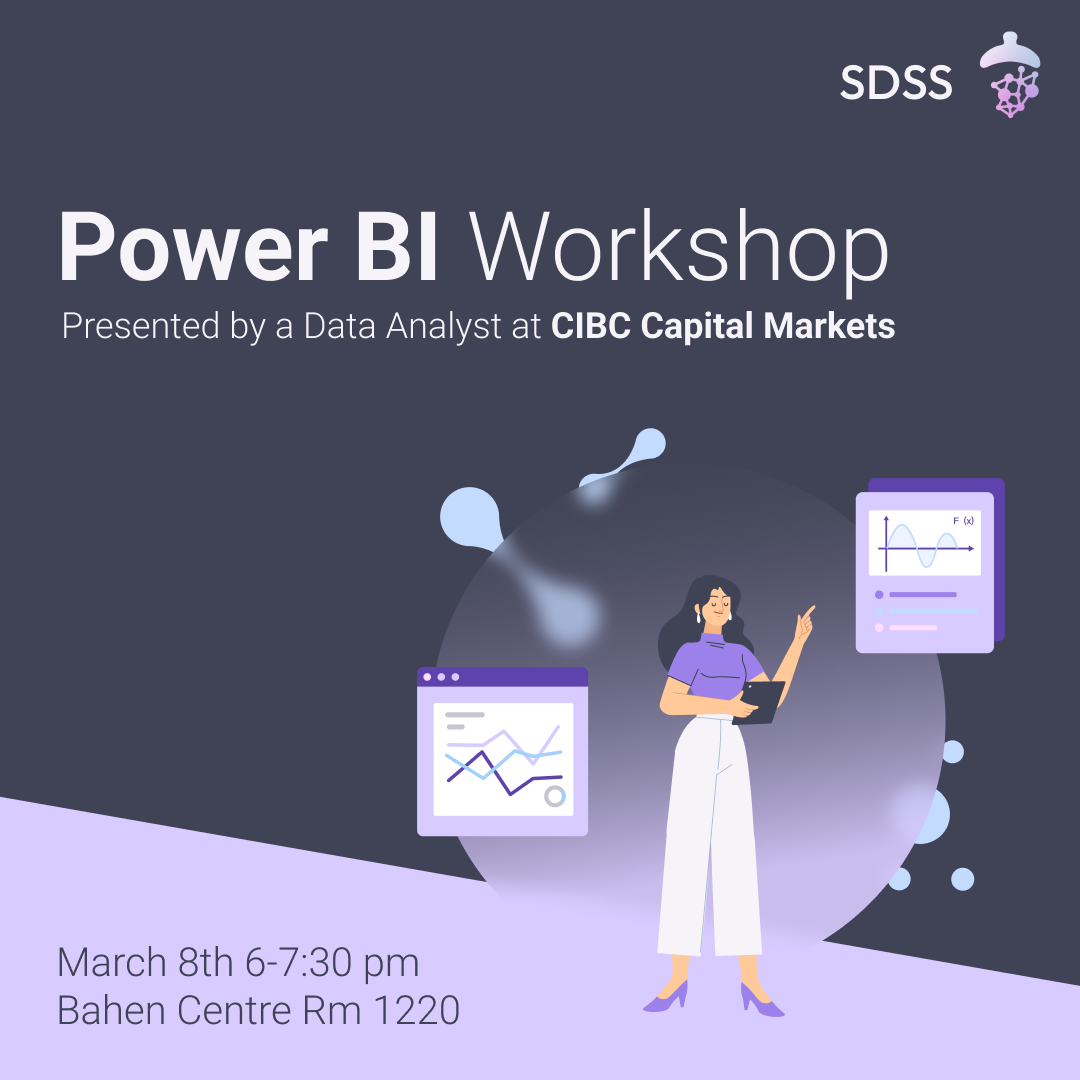 SDSS
Power BI Workshop
Presented by a Data Analyst at CIBC Capital Markets
F (x)
March 8th 6-7:30 pm
Bahen Centre Rm 1220